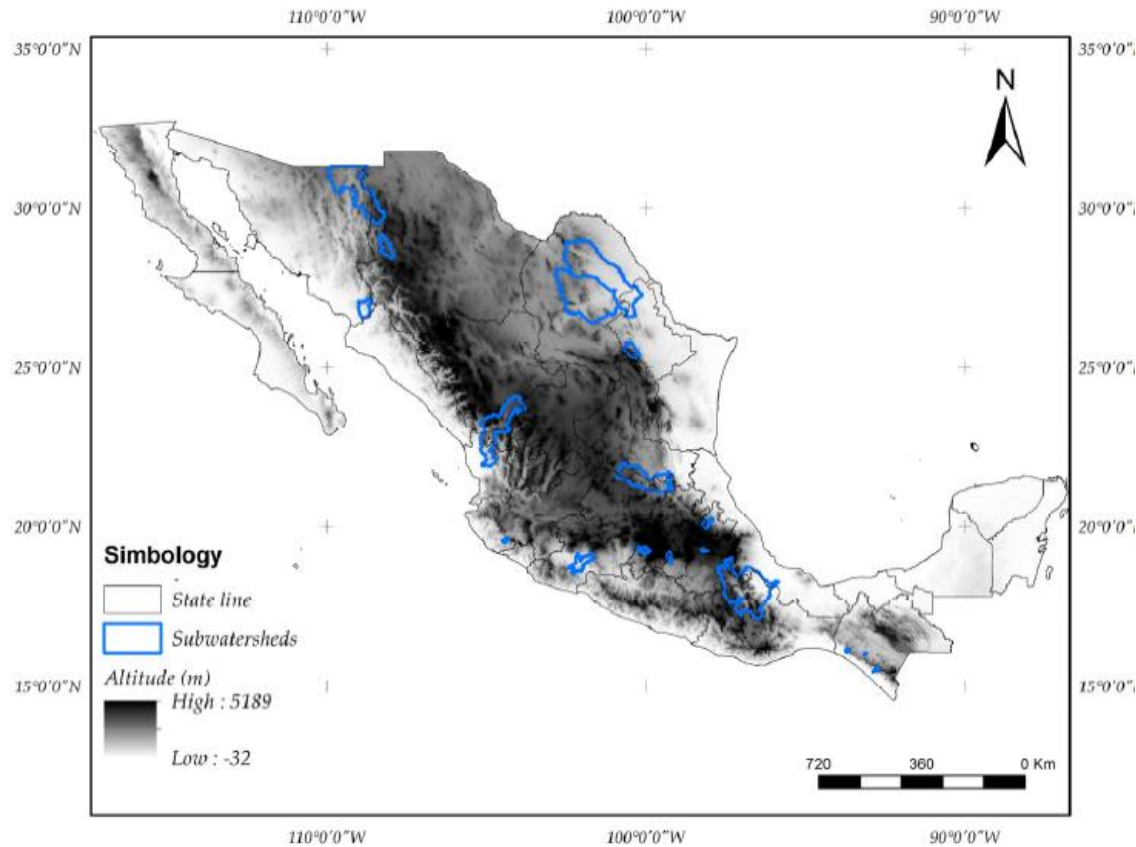 110°0'0"W 100°0'0"W 90°0'0"W
35°0'0"N 35°0'0"N
N
30°0'0"N 30°0'0"N
25°0'0"N 25°0'0"N
20°0'0"N 20°0'0"N
Simbology
State line
Subwatersheds
Altitude (m)
15°0'0"N 15°0'0"N
High : 5189
Low : -32
720 360 0 Km
110°0'0"W 100°0'0"W 90°0'0"W